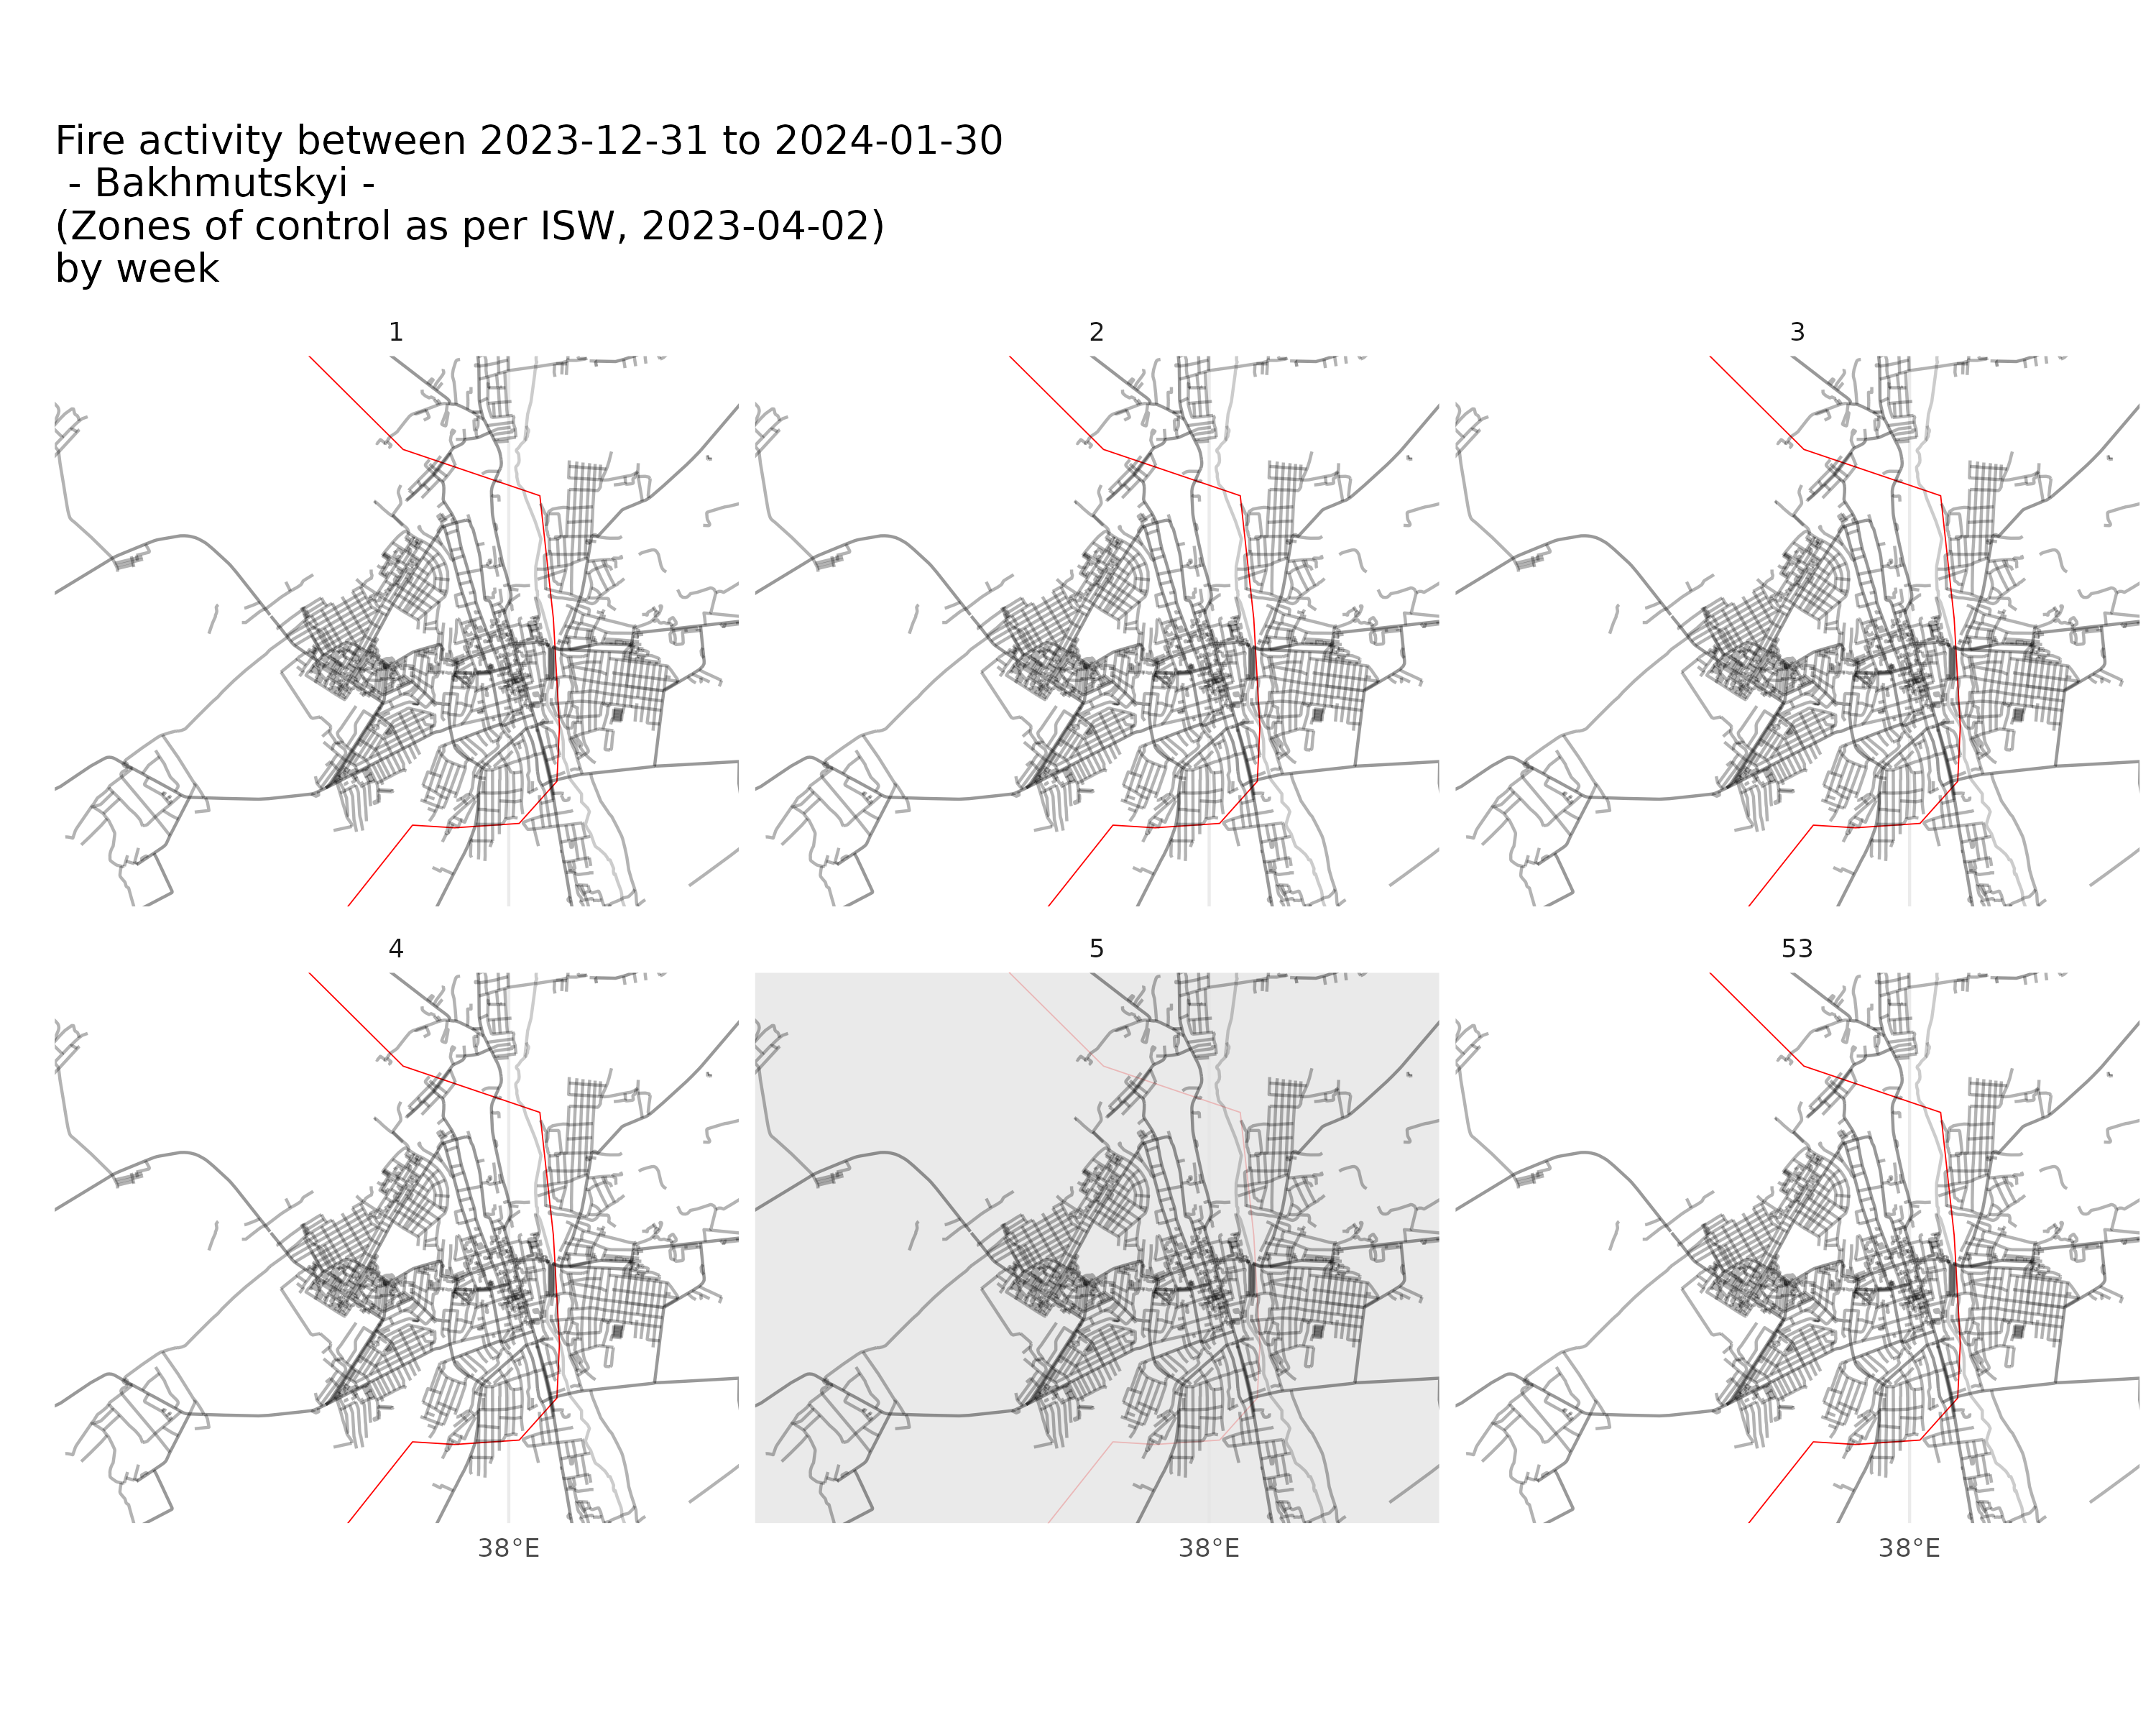 Fire activity between 2023-12-31 to 2024-01-30
- Bakhmutskyi -
(Zones of control as per ISW, 2023-04-02)
by week
1
2
3
4
5
53
38°E
38°E
38°E